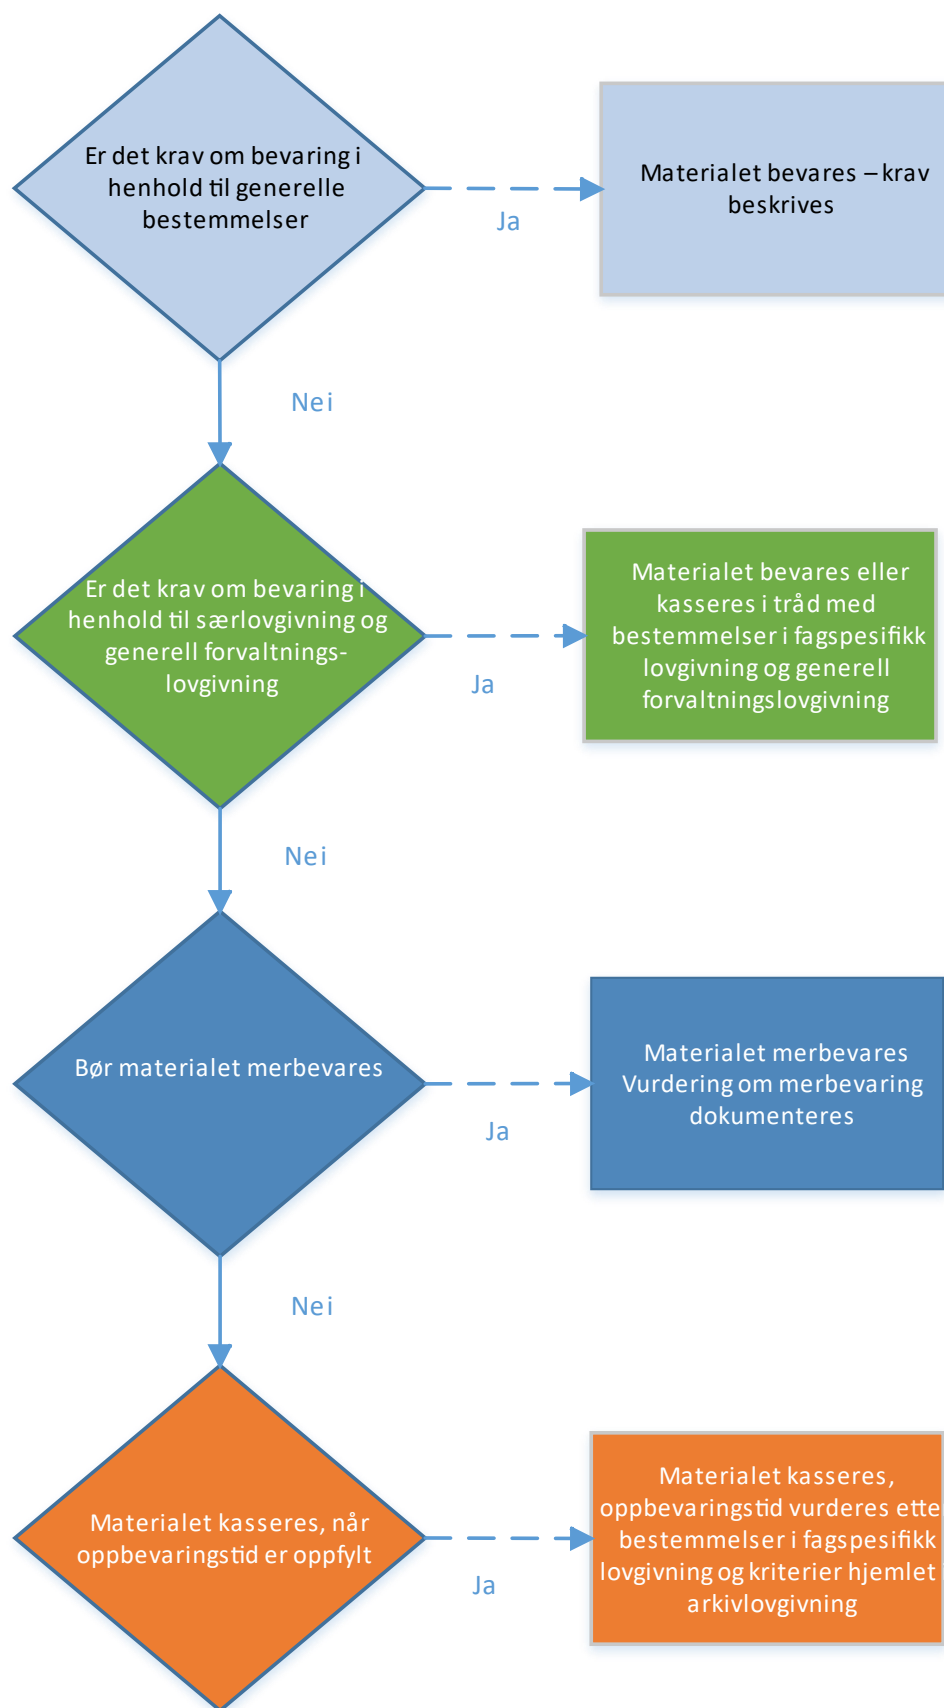 Er det krav om bevaring i
henhold til generelle
bestemmelser
Ja
Materialet bevares – krav
beskrives
Nei
Er det krav om bevaring i
henhold til særlovgivning og
generell forvaltnings-
lovgivning
Ja
Materialet bevares eller
kasseres i tråd med
bestemmelser i fagspesifikk
lovgivning og generell
forvaltningslovgivning
Nei
Bør materialet merbevares
Ja
Materialet merbevares
Vurdering om merbevaring
dokumenteres
Nei
Materialet kasseres, når
oppbevaringstid er oppfylt
Ja
Materialet kasseres,
oppbevaringstid vurderes ette
bestemmelser i fagspesifikk
lovgivning og kriterier hjemlet
arkivlovgivning